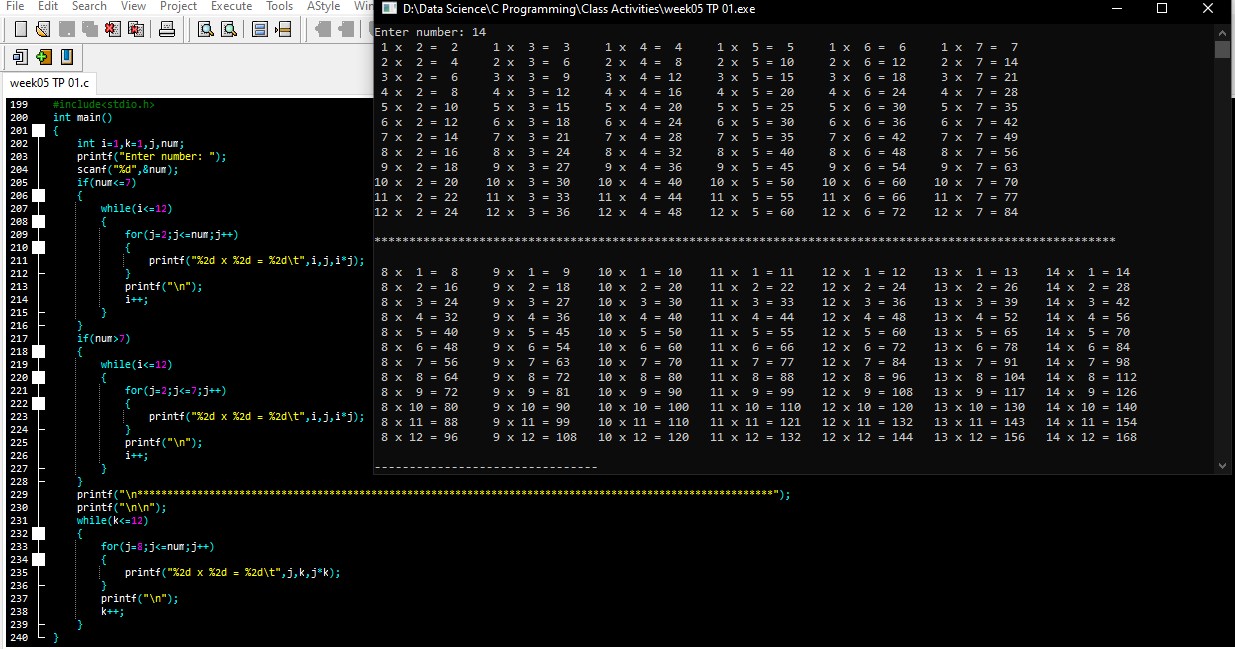 File Edit Search View Project Execute Tools AStyle Win
D:\Data Science\C Programming\Class Activities\week05 TP 01.exe
week05 TP 01.c
199 #include<stdio.h>
200 int main()
201 {
202 int i=1,k=1,j,num;
203 printf("Enter number: ");
204 scanf("%d",&num);
205 if(num<=7)
206 {
207 while(i<=12)
208 {
209 for(j=2;j<=num;j++)
210 {
211 printf("%2d x %2d = %2d\t",i,j,i*j);
212 }
213 printf("\n");
214 i++;
215 }
216 }
217 if(num>7)
218 {
219 while(i<=12)
220 {
221 for(j=2;j<=7;j++)
222 {
223 printf("%2d x %2d = %2d\t",i,j,i*j);
224 }
225 printf("\n");
226 i++;
227 }
228 }
229 printf("\n**********************************************************************************************************");
230 printf("\n\n");
231 while(k<=12)
232 {
233 for(j=8;j<=num;j++)
234 {
235 printf("%2d x %2d = %2d\t",j,k,j*k);
236 }
237 printf("\n");
238 k++;
239 }
240 }
Enter number: 14
1 x 2 = 2 1 x 3 = 3 1 x 4 = 4 1 x 5 = 5 1 x 6 = 6 1 x 7 = 7
2 x 2 = 4 2 x 3 = 6 2 x 4 = 8 2 x 5 = 10 2 x 6 = 12 2 x 7 = 14
3 x 2 = 6 3 x 3 = 9 3 x 4 = 12 3 x 5 = 15 3 x 6 = 18 3 x 7 = 21
4 x 2 = 8 4 x 3 = 12 4 x 4 = 16 4 x 5 = 20 4 x 6 = 24 4 x 7 = 28
5 x 2 = 10 5 x 3 = 15 5 x 4 = 20 5 x 5 = 25 5 x 6 = 30 5 x 7 = 35
6 x 2 = 12 6 x 3 = 18 6 x 4 = 24 6 x 5 = 30 6 x 6 = 36 6 x 7 = 42
7 x 2 = 14 7 x 3 = 21 7 x 4 = 28 7 x 5 = 35 7 x 6 = 42 7 x 7 = 49
8 x 2 = 16 8 x 3 = 24 8 x 4 = 32 8 x 5 = 40 8 x 6 = 48 8 x 7 = 56
9 x 2 = 18 9 x 3 = 27 9 x 4 = 36 9 x 5 = 45 9 x 6 = 54 9 x 7 = 63
10 x 2 = 20 10 x 3 = 30 10 x 4 = 40 10 x 5 = 50 10 x 6 = 60 10 x 7 = 70
11 x 2 = 22 11 x 3 = 33 11 x 4 = 44 11 x 5 = 55 11 x 6 = 66 11 x 7 = 77
12 x 2 = 24 12 x 3 = 36 12 x 4 = 48 12 x 5 = 60 12 x 6 = 72 12 x 7 = 84
**********************************************************************************************************
8 x 1 = 8 9 x 1 = 9 10 x 1 = 10 11 x 1 = 11 12 x 1 = 12 13 x 1 = 13 14 x 1 = 14
8 x 2 = 16 9 x 2 = 18 10 x 2 = 20 11 x 2 = 22 12 x 2 = 24 13 x 2 = 26 14 x 2 = 28
8 x 3 = 24 9 x 3 = 27 10 x 3 = 30 11 x 3 = 33 12 x 3 = 36 13 x 3 = 39 14 x 3 = 42
8 x 4 = 32 9 x 4 = 36 10 x 4 = 40 11 x 4 = 44 12 x 4 = 48 13 x 4 = 52 14 x 4 = 56
8 x 5 = 40 9 x 5 = 45 10 x 5 = 50 11 x 5 = 55 12 x 5 = 60 13 x 5 = 65 14 x 5 = 70
8 x 6 = 48 9 x 6 = 54 10 x 6 = 60 11 x 6 = 66 12 x 6 = 72 13 x 6 = 78 14 x 6 = 84
8 x 7 = 56 9 x 7 = 63 10 x 7 = 70 11 x 7 = 77 12 x 7 = 84 13 x 7 = 91 14 x 7 = 98
8 x 8 = 64 9 x 8 = 72 10 x 8 = 80 11 x 8 = 88 12 x 8 = 96 13 x 8 = 104 14 x 8 = 112
8 x 9 = 72 9 x 9 = 81 10 x 9 = 90 11 x 9 = 99 12 x 9 = 108 13 x 9 = 117 14 x 9 = 126
8 x 10 = 80 9 x 10 = 90 10 x 10 = 100 11 x 10 = 110 12 x 10 = 120 13 x 10 = 130 14 x 10 = 140
8 x 11 = 88 9 x 11 = 99 10 x 11 = 110 11 x 11 = 121 12 x 11 = 132 13 x 11 = 143 14 x 11 = 154
8 x 12 = 96 9 x 12 = 108 10 x 12 = 120 11 x 12 = 132 12 x 12 = 144 13 x 12 = 156 14 x 12 = 168
--------------------------------